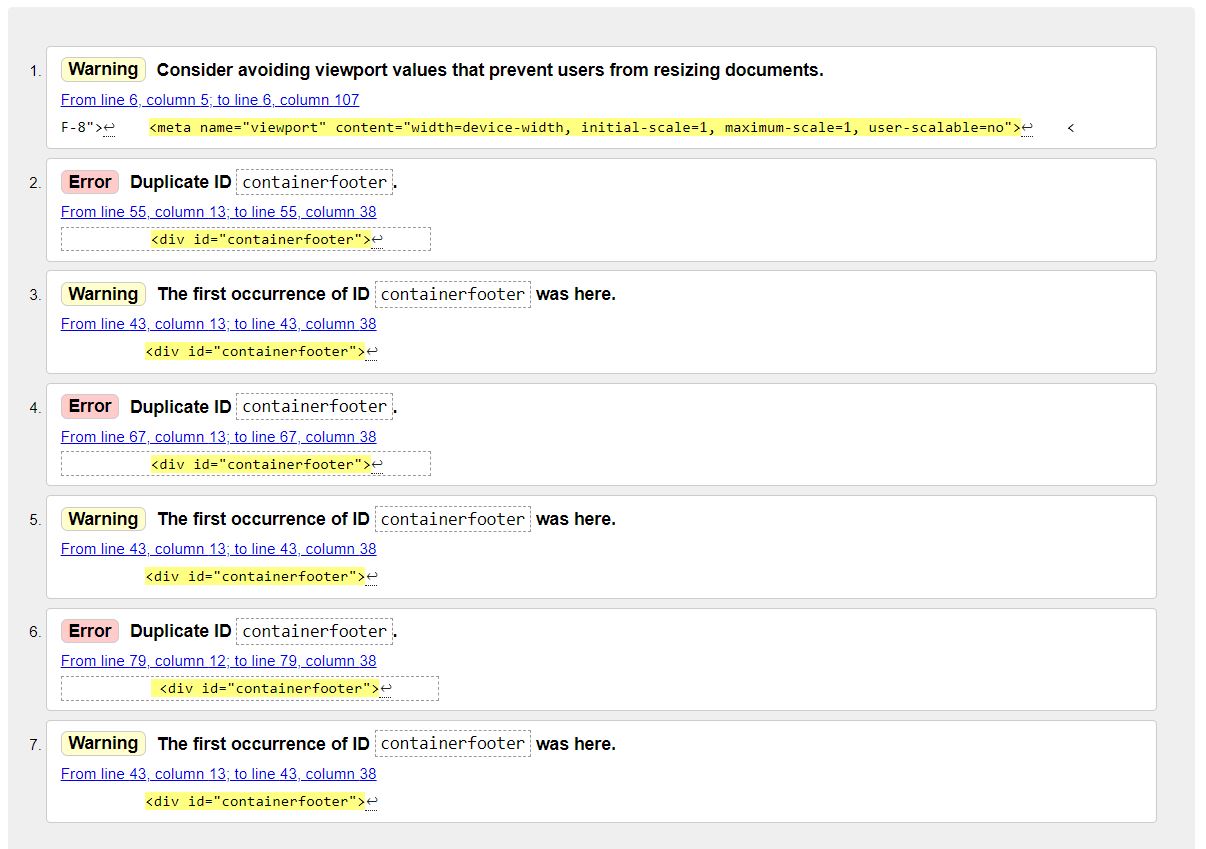 1. Warning Consider avoiding viewport values that prevent users from resizing documents.
From line 6, column 5; to line 6, column 107
F-8">↩ <meta name="viewport" content="width=device-width, initial-scale=1, maximum-scale=1, user-scalable=no">↩ <
2. Error Duplicate ID containerfooter.
From line 55, column 13; to line 55, column 38
<div id="containerfooter">↩
3. Warning The first occurrence of ID containerfooter was here.
From line 43, column 13; to line 43, column 38
<div id="containerfooter">↩
4. Error Duplicate ID containerfooter.
From line 67, column 13; to line 67, column 38
<div id="containerfooter">↩
5. Warning The first occurrence of ID containerfooter was here.
From line 43, column 13; to line 43, column 38
<div id="containerfooter">↩
6. Error Duplicate ID containerfooter.
From line 79, column 12; to line 79, column 38
<div id="containerfooter">↩
7. Warning The first occurrence of ID containerfooter was here.
From line 43, column 13; to line 43, column 38
<div id="containerfooter">↩